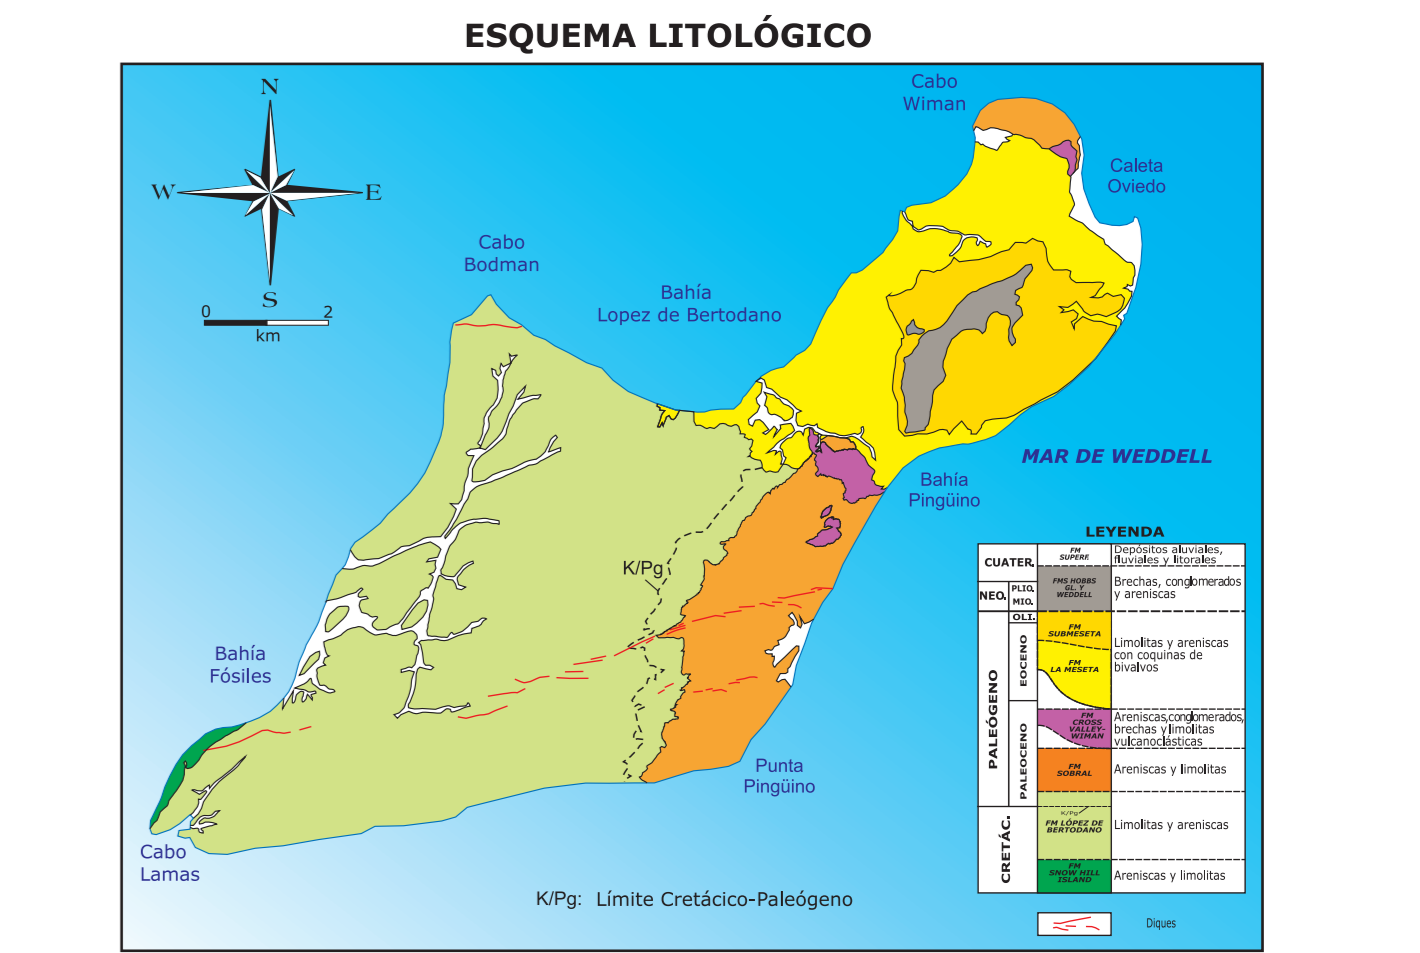 ESQUEMA LITOLÓGICO
N
W
E
S
0
2
km
Cabo
Wiman
Caleta
Oviedo
Cabo
Bodman
Bahía
Lopez de Bertodano
MAR DE WEDDELL
Bahía
Pingüino
K/Pg
Bahía
Fósiles
Punta
Pingüino
Cabo
Lamas
K/Pg: Límite Cretácico-Paleógeno
LEYENDA
CUATER.
FM
SUPERF.
Depósitos aluviales,
fluviales y litorales
NEO.
PLIO.
MIO.
FMS HOBBS
GL. Y
WEDDELL
Brechas, conglomerados
y areniscas
PALEÓGENO
OLI.
EOCENO
FM
SUBMESETA
FM
LA MESETA
Limolitas y areniscas
con coquinas de
bivalvos
PALEOCENO
FM
CROSS
VALLEY-
WIMAN
Areniscas,conglomerados,
brechas y limolitas
vulcanoclásticas
FM
SOBRAL
Areniscas y limolitas
CRETÁC.
K/Pg
FM LÓPEZ DE
BERTODANO
Limolitas y areniscas
FM
SNOW HILL
ISLAND
Areniscas y limolitas
Diques